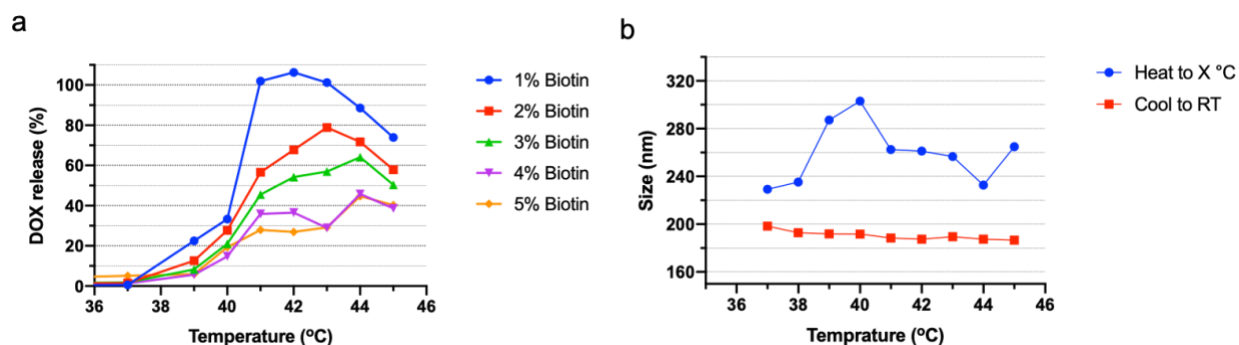 a
DOX release (%)
100
80
60
40
20
0
36
38
40
42
44
46
Temperature (ºC)
1% Biotin
2% Biotin
3% Biotin
4% Biotin
5% Biotin
b
Size (nm)
320
280
240
200
160
36
38
40
42
44
46
Temprature (ºC)
Heat to X °C
Cool to RT